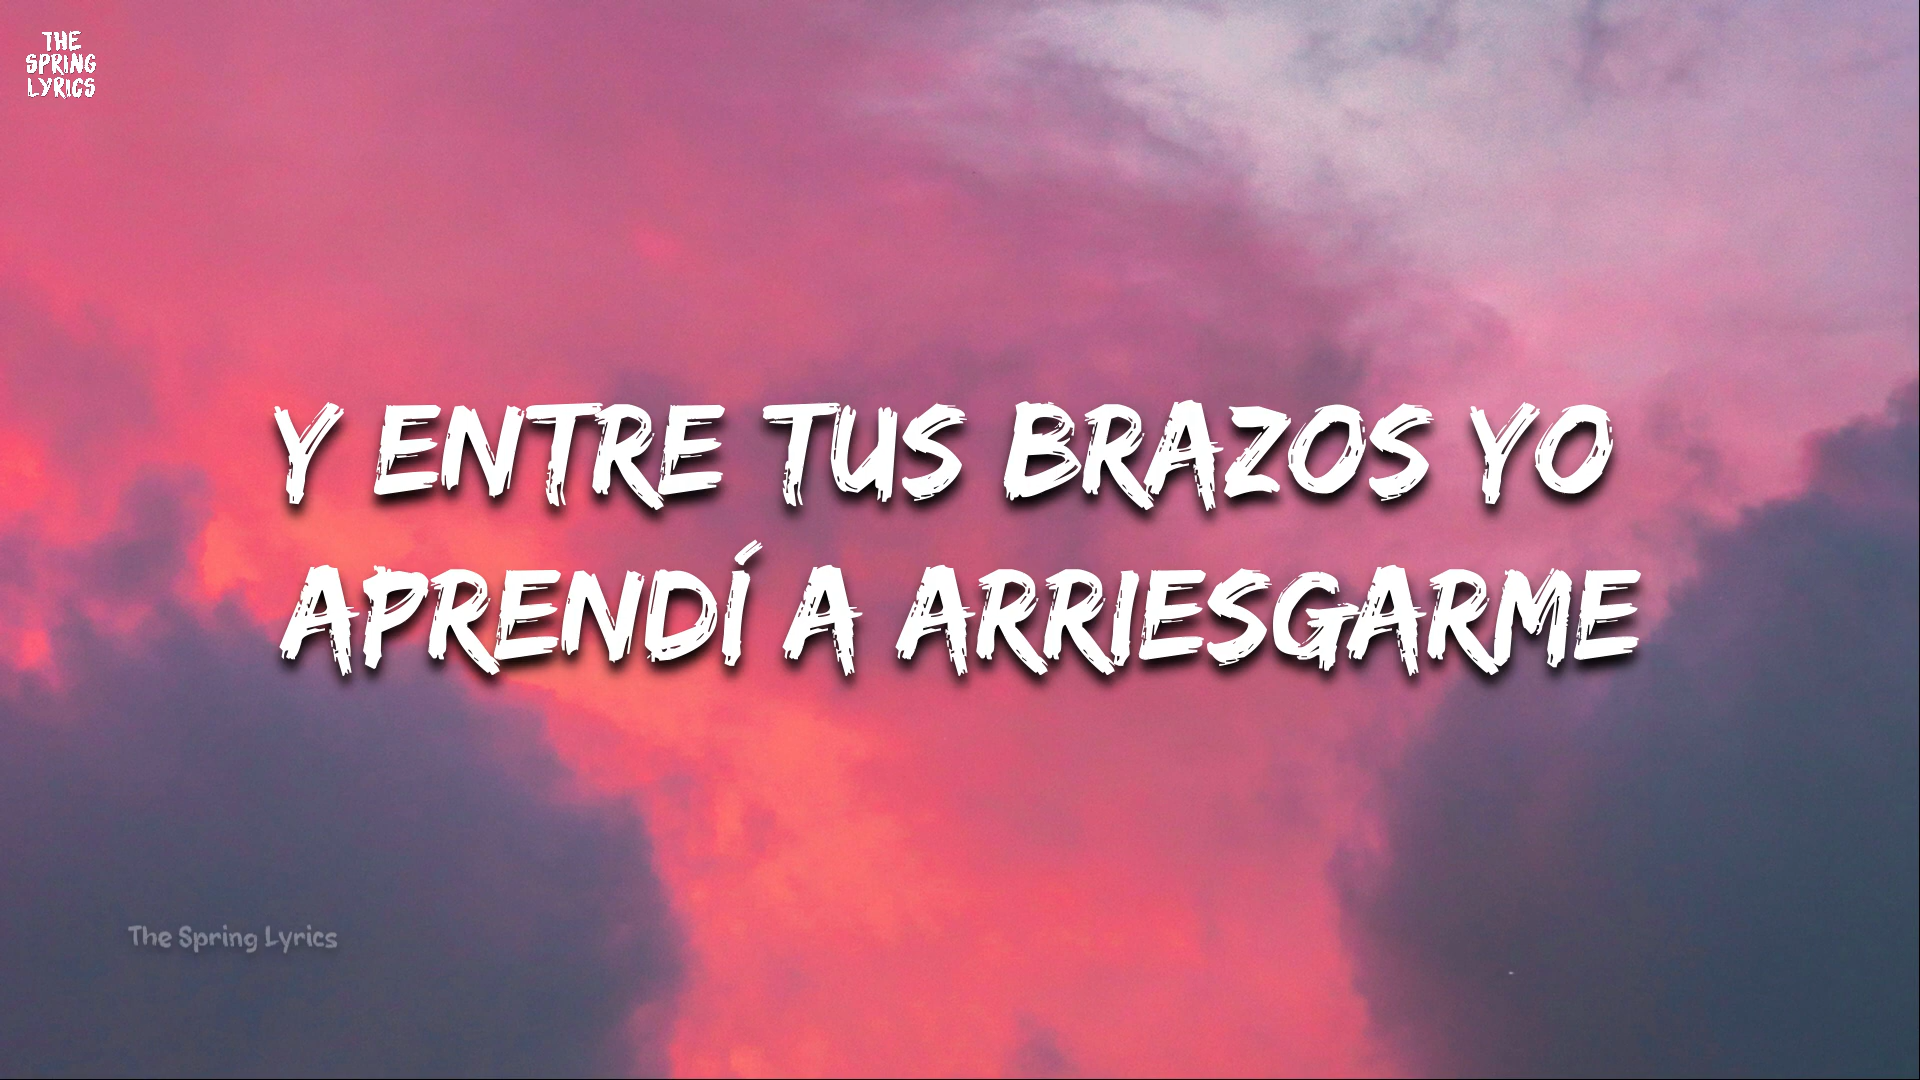 THE
SPRING
LYRICS
Y ENTRE TUS BRAZOS YO
APRENDÍ A ARRIESGARME
The Spring Lyrics